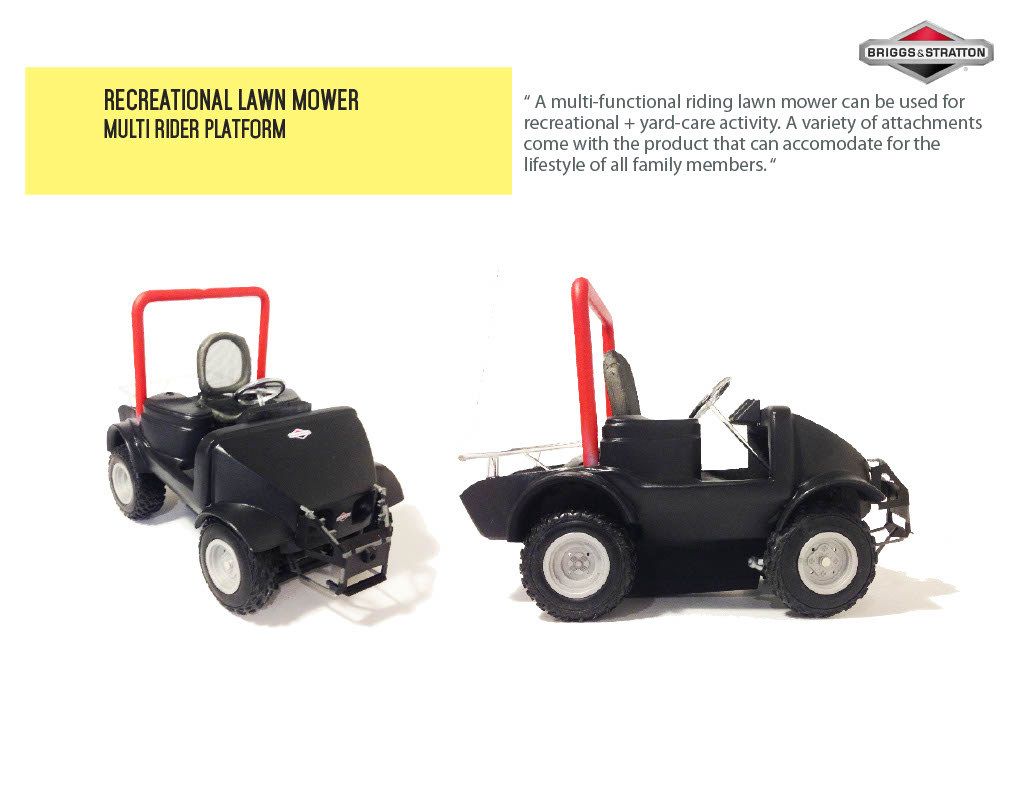 BRIGGS&STRATTON
RECREATIONAL LAWN MOWER
MULTI RIDER PLATFORM
“ A multi-functional riding lawn mower can be used for
recreational + yard-care activity. A variety of attachments
come with the product that can accomodate for the
lifestyle of all family members. “